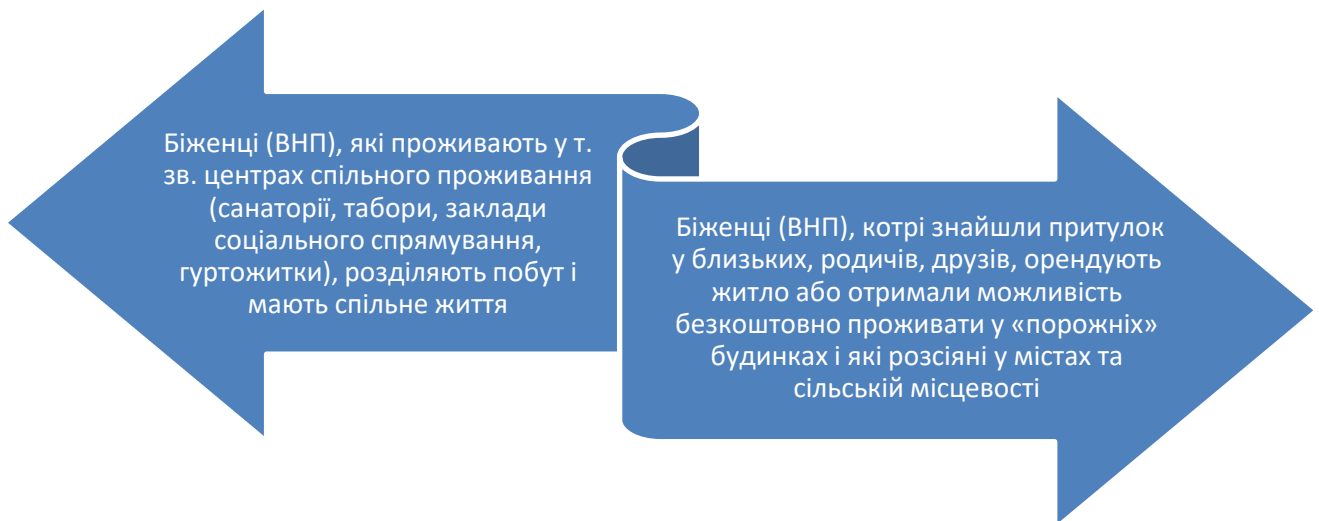 Біженці (ВНП), які проживають у т.
зв. центрах спільного проживання
(санаторії, табори, заклади
соціального спрямування,
гуртожитки), розділяють побут і
мають спільне життя
Біженці (ВНП), котрі знайшли притулок
у близьких, родичів, друзів, орендують
житло або отримали можливість
безкоштовно проживати у «порожніх»
будинках і які розсіяні у містах та
сільській місцевості